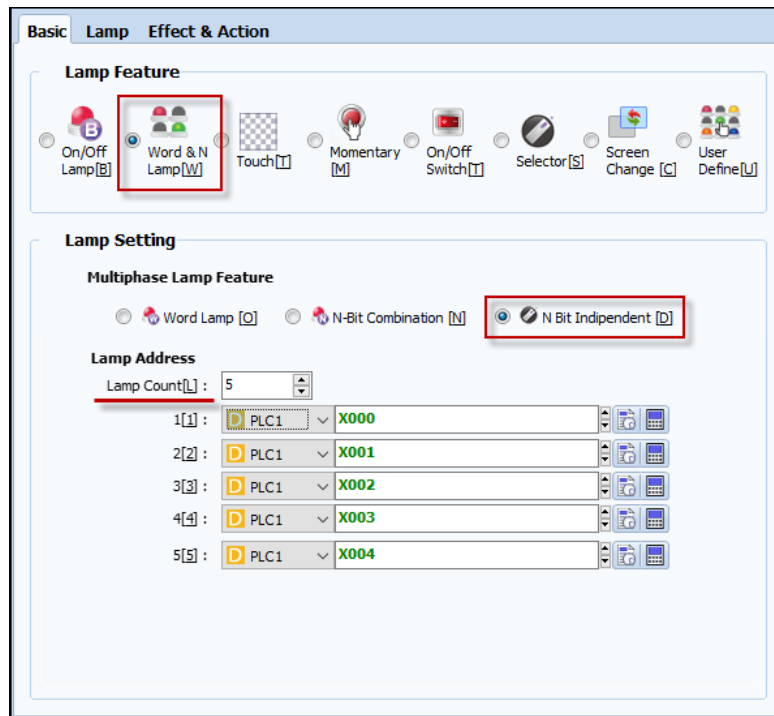 Basic Lamp Effect & Action
Lamp Feature
On/Off Lamp[B]
Word & N Lamp[W]
Touch[T]
Momentary [M]
On/Off Switch[T]
Selector[S]
Screen Change [C]
User Define[U]
Lamp Setting
Multiphase Lamp Feature
Word Lamp [O] N-Bit Combination [N] N Bit Indipendent [D]
Lamp Address
Lamp Count[L] : 5
1[1] : D PLC1 X000
2[2] : D PLC1 X001
3[3] : D PLC1 X002
4[4] : D PLC1 X003
5[5] : D PLC1 X004